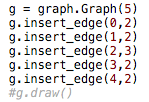 g = graph.Graph(5)
g.insert_edge(0,2)
g.insert_edge(1,2)
g.insert_edge(2,3)
g.insert_edge(3,2)
g.insert_edge(4,2)
#g.draw()